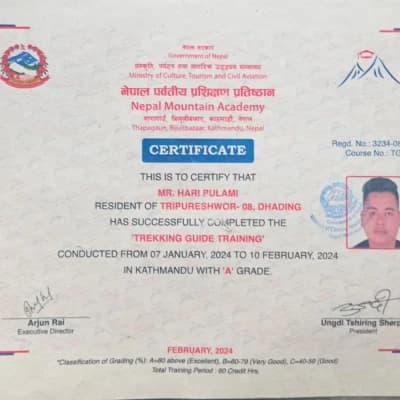 नेपाल सरकार
Government of Nepal
संस्कृति, पर्यटन तथा नागरिक उड्डयन मन्त्रालय
Ministry of Culture, Tourism and Civil Aviation
नेपाल पर्वतीय प्रशिक्षण प्रतिष्ठान
Nepal Mountain Academy
थापागाउँ, बिजुलीबजार, काठमाडौं, नेपाल
Thapagaun, Bijulibazaar, Kathmandu, Nepal
Regd. No.: 3234-08
Course No.: TG
CERTIFICATE
THIS IS TO CERTIFY THAT
MR. HARI PULAMI
RESIDENT OF TRIPURESHWOR- 08, DHADING
HAS SUCCESSFULLY COMPLETED THE
'TREKKING GUIDE TRAINING'
CONDUCTED FROM 07 JANUARY, 2024 TO 10 FEBRUARY, 2024
IN KATHMANDU WITH 'A' GRADE.
Arjun Rai
Executive Director
Ungdi Tshiring Sherp
President
FEBRUARY, 2024
*Classification of Grading (%): A=80 above (Excellent), B=60-79 (Very Good), C=40-59 (Good)
Total Training Period : 60 Credit Hrs.